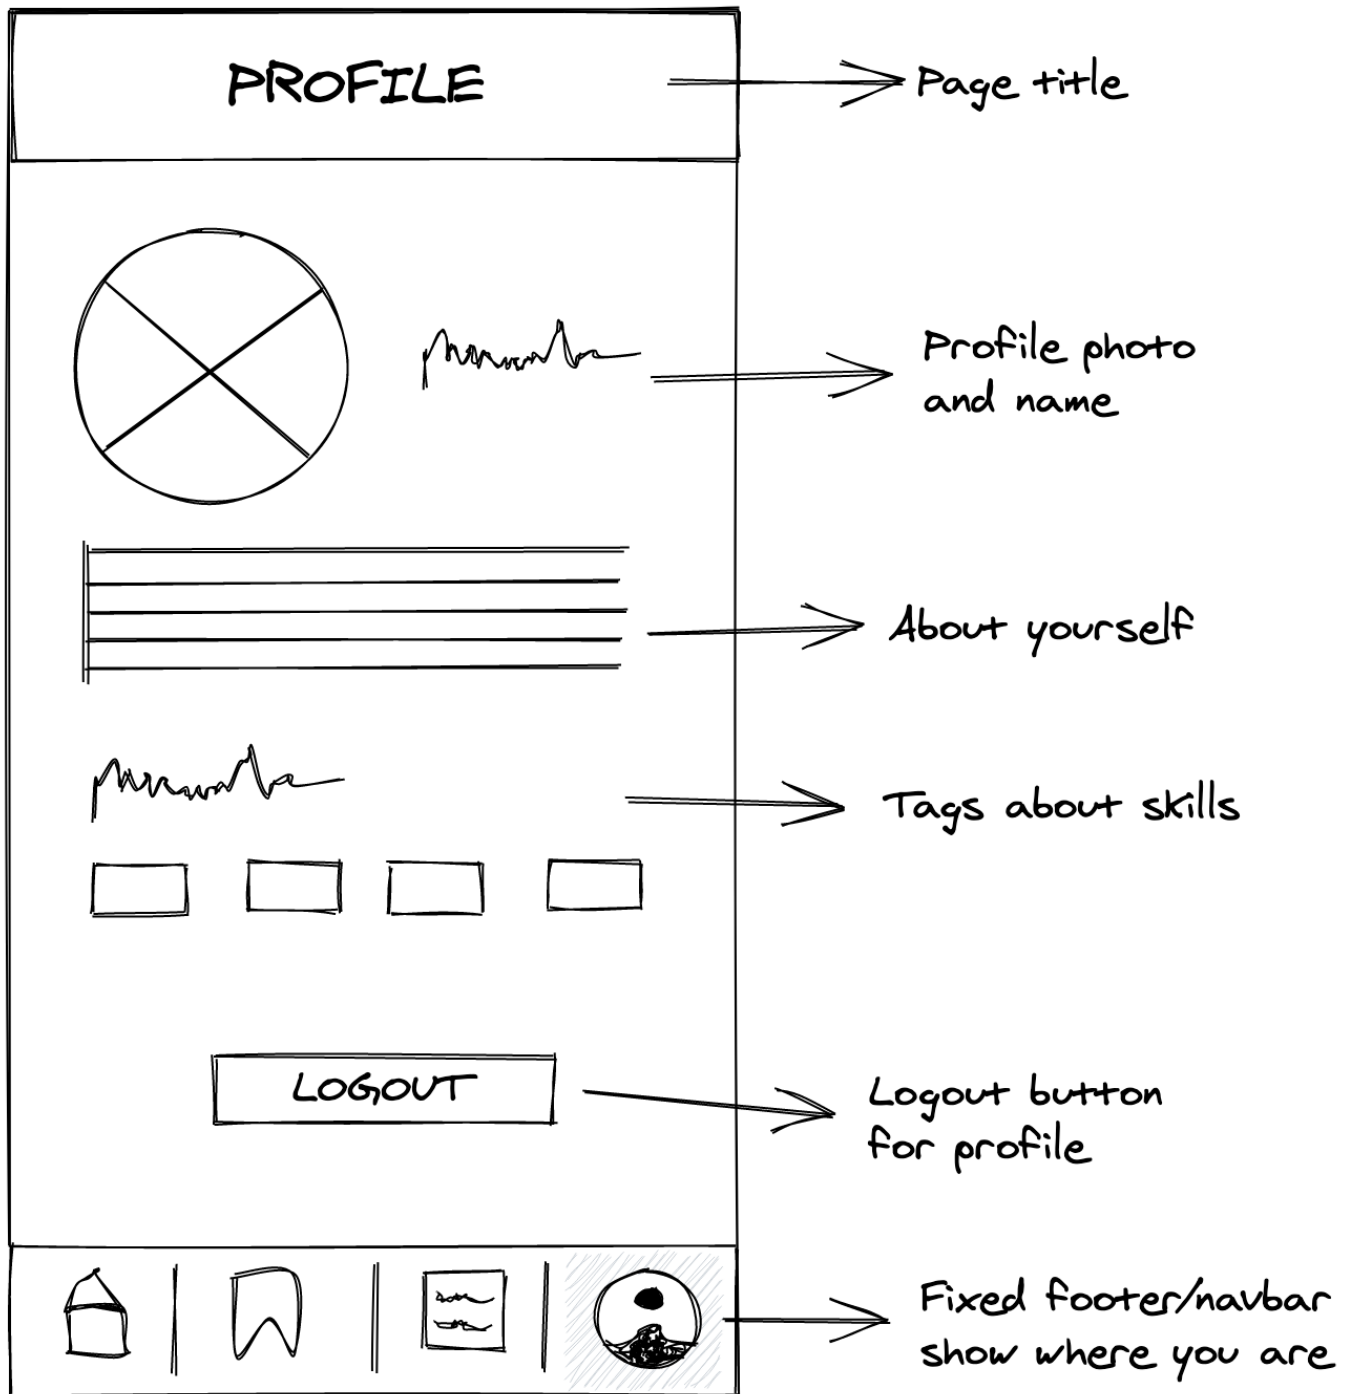 PROFILE
Page title
Profile photo
and name
About yourself
Tags about skills
LOGOUT
Logout button
for profile
Fixed footer/navbar
show where you are